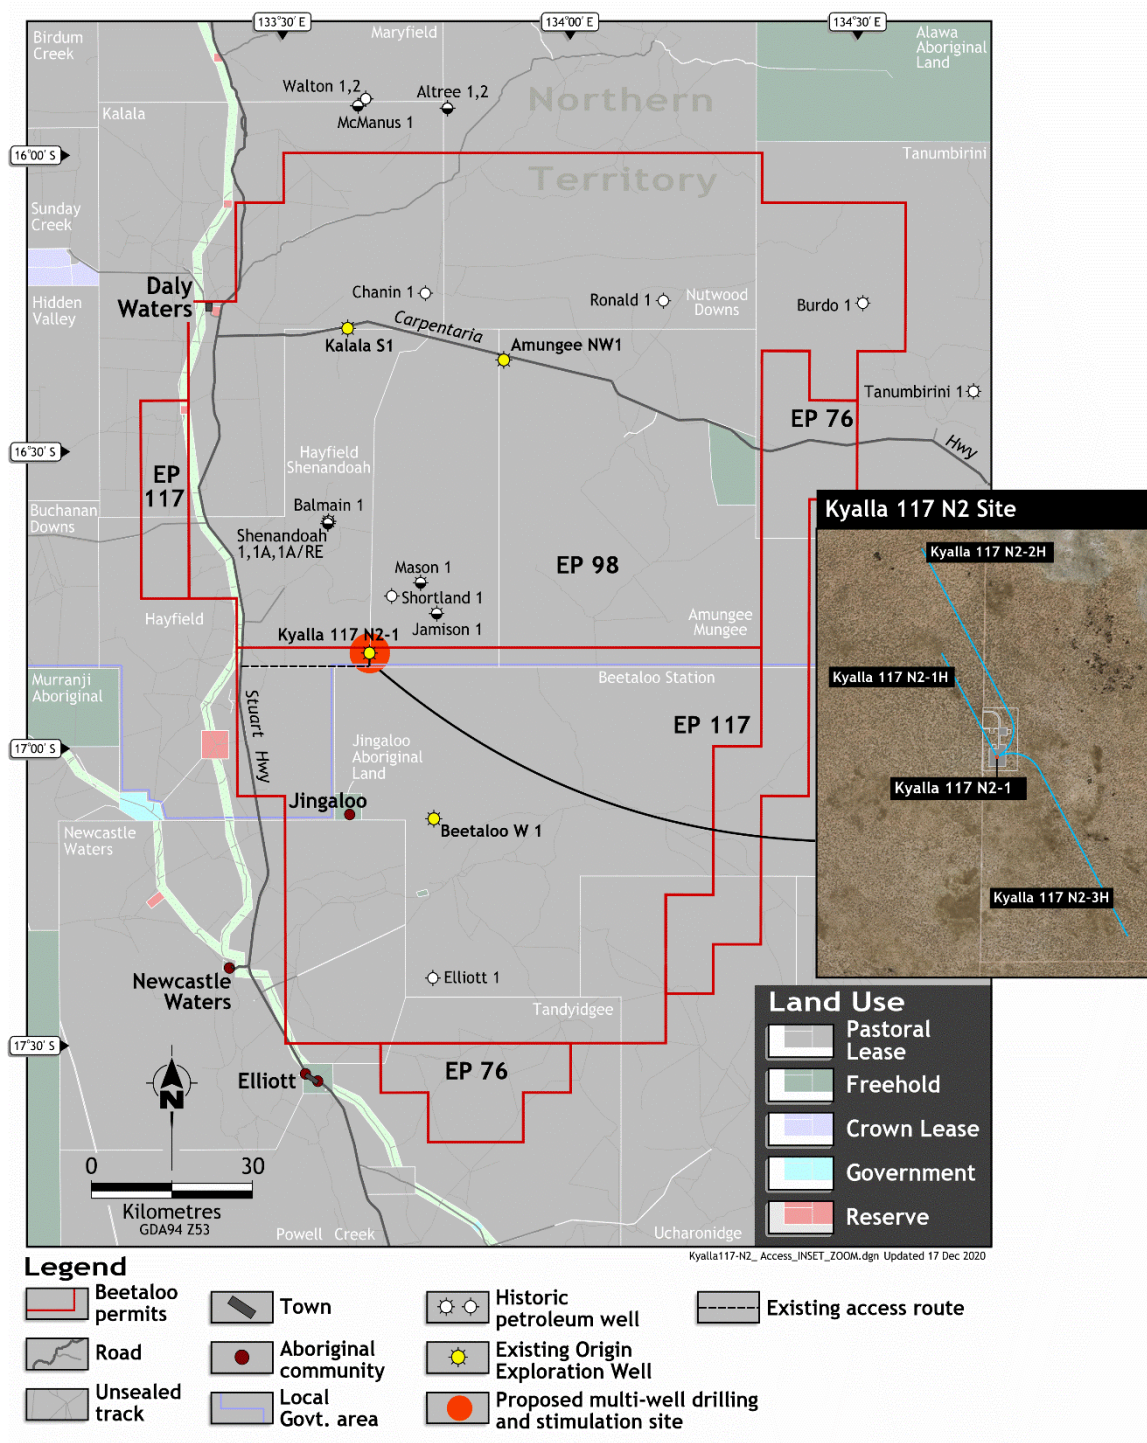 133°30' E
134°00' E
134°30' E
Birdum
Creek
Maryfield
Alawa
Aboriginal
Land
Walton 1,2
Altree 1,2
McManus 1
Kalala
Northern
Territory
16°00' S
Tanumbirini
Sunday
Creek
Daly
Waters
Hidden
Valley
Chanin 1
Ronald 1
Nutwood
Downs
Burdo 1
Carpentaria
Kalala S1
Amungee NW1
Tanumbirini 1
EP 76
Hwy
16°30' S
EP
117
Hayfield
Shenandoah
Buchanan
Downs
Balmain 1
Shenandoah
1,1A,1A/RE
Mason 1
EP 98
Shortland 1
Jamison 1
Hayfield
Amungee
Mungee
Kyalla 117 N2-1
Beetaloo Station
Murranji
Aboriginal
Stuart Hwy
EP 117
17°00' S
Jingaloo
Aboriginal
Land
Jingaloo
Beetaloo W 1
Newcastle
Waters
Newcastle
Waters
Elliott 1
Tandyidgee
17°30' S
Elliott
EP 76
N
0 30
Kilometres
GDA94 Z53
Powell Creek
Ucharonidge
Kyalla 117 N2 Site
Kyalla 117 N2-2H
Kyalla 117 N2-1H
Kyalla 117 N2-1
Kyalla 117 N2-3H
Land Use
Pastoral
Lease
Freehold
Crown Lease
Government
Reserve
Kyalla117-N2_ Access_INSET_ZOOM.dgn Updated 17 Dec 2020
Legend
Beetaloo
permits
Road
Unsealed
track
Town
Aboriginal
community
Local
Govt. area
Historic
petroleum well
Existing Origin
Exploration Well
Proposed multi-well drilling
and stimulation site
Existing access route